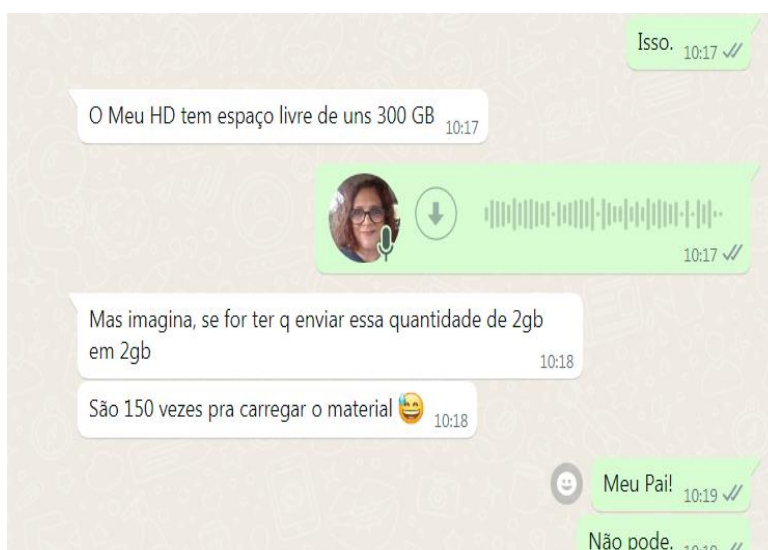 Isso. 10:17
O Meu HD tem espaço livre de uns 300 GB 10:17
10:17
Mas imagina, se for ter q enviar essa quantidade de 2gb
em 2gb
10:18
São 150 vezes pra carregar o material 😅 10:18
Meu Pai! 10:19
Não pode.